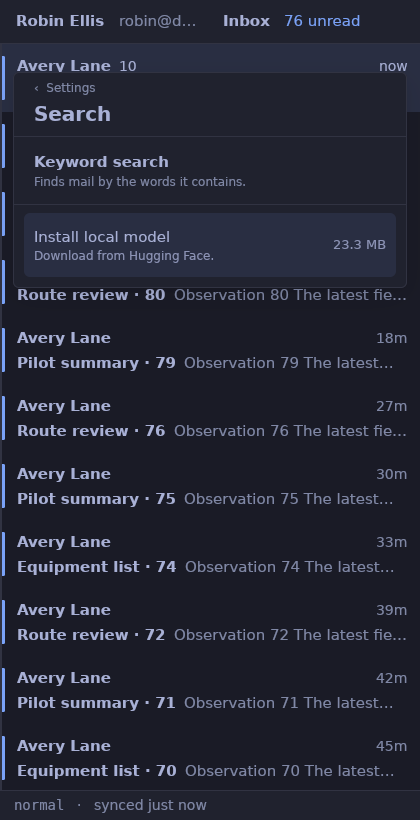 Robin Ellis robin@d... Inbox 76 unread
Avery Lane 10 now
‹ Settings
Search
Keyword search
Finds mail by the words it contains.
Install local model 23.3 MB
Download from Hugging Face.
Route review · 80 Observation 80 The latest fie...
Avery Lane 18m
Pilot summary · 79 Observation 79 The latest...
Avery Lane 27m
Route review · 76 Observation 76 The latest fie...
Avery Lane 30m
Pilot summary · 75 Observation 75 The latest...
Avery Lane 33m
Equipment list · 74 Observation 74 The latest...
Avery Lane 39m
Route review · 72 Observation 72 The latest fie...
Avery Lane 42m
Pilot summary · 71 Observation 71 The latest...
Avery Lane 45m
Equipment list · 70 Observation 70 The latest...
normal · synced just now